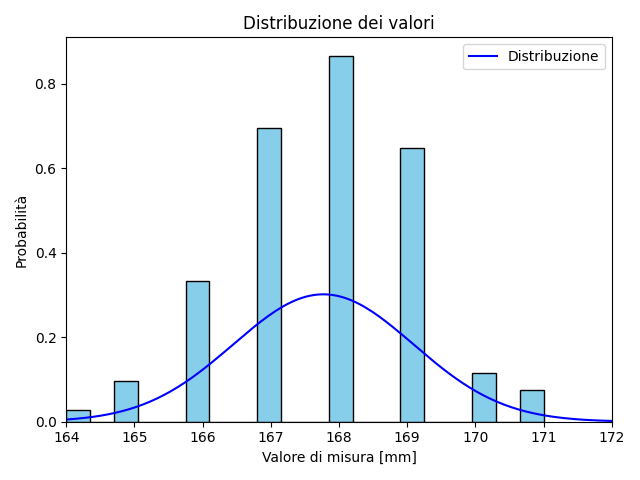 Distribuzione dei valori
Distribuzione
Probabilità
0.8
0.6
0.4
0.2
0.0
164 165 166 167 168 169 170 171 172
Valore di misura [mm]